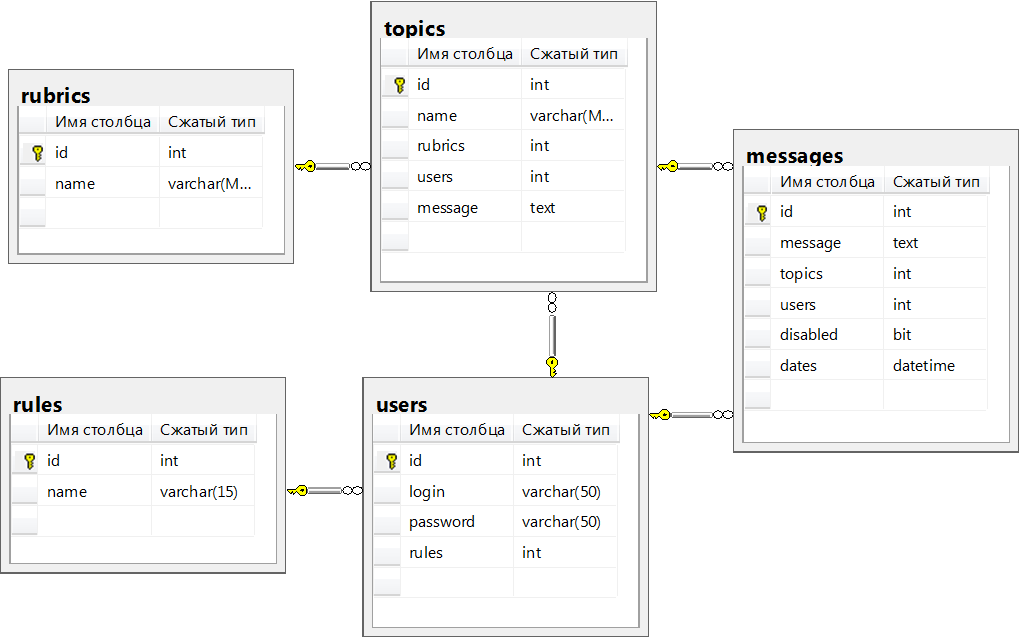 topics
Имя столбца Сжатый тип
id int
name varchar(M...
rubrics int
users int
message text
rubrics
Имя столбца Сжатый тип
id int
name varchar(M...
messages
Имя столбца Сжатый тип
id int
message text
topics int
users int
disabled bit
dates datetime
rules
Имя столбца Сжатый тип
id int
name varchar(15)
users
Имя столбца Сжатый тип
id int
login varchar(50)
password varchar(50)
rules int